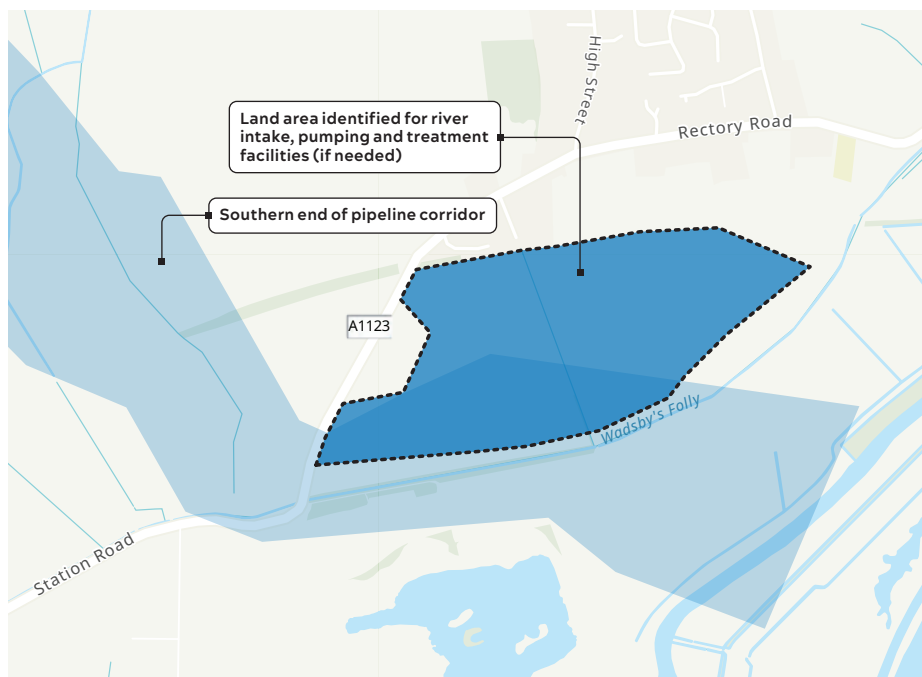 High Street
Land area identified for river
intake, pumping and treatment
facilities (if needed)
Rectory Road
Southern end of pipeline corridor
A1123
Wadsby's Folly
Station Road